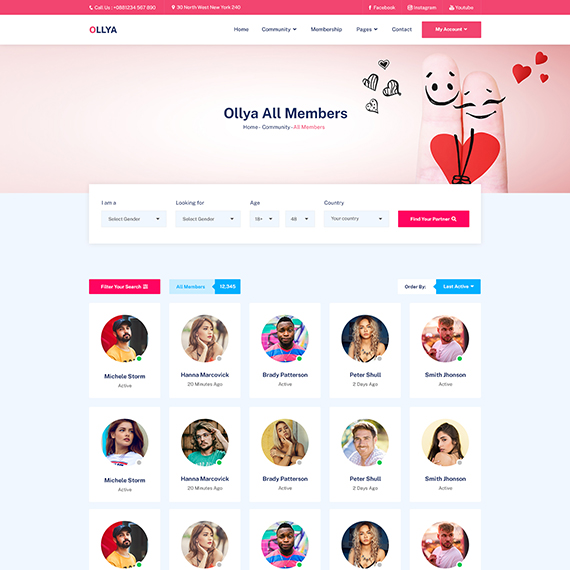 Call Us : +0881234 567 890
30 North West New York 240
Facebook
Instagram
Youtube
OLLYA
Home
Community
Membership
Pages
Contact
My Account
Ollya All Members
Home - Community - All Members
I am a
Looking for
Age
Country
Select Gender
Select Gender
18+
48
Your country
Find Your Partner
Filter Your Search
All Members
12,345
Order By:
Last Active
Michele Storm
Hanna Marcovick
Brady Patterson
Peter Shull
Smith Jhonson
Active
20 Minutes Ago
Active
2 Days Ago
Active
Michele Storm
Hanna Marcovick
Brady Patterson
Peter Shull
Smith Jhonson
Active
20 Minutes Ago
Active
2 Days Ago
Active